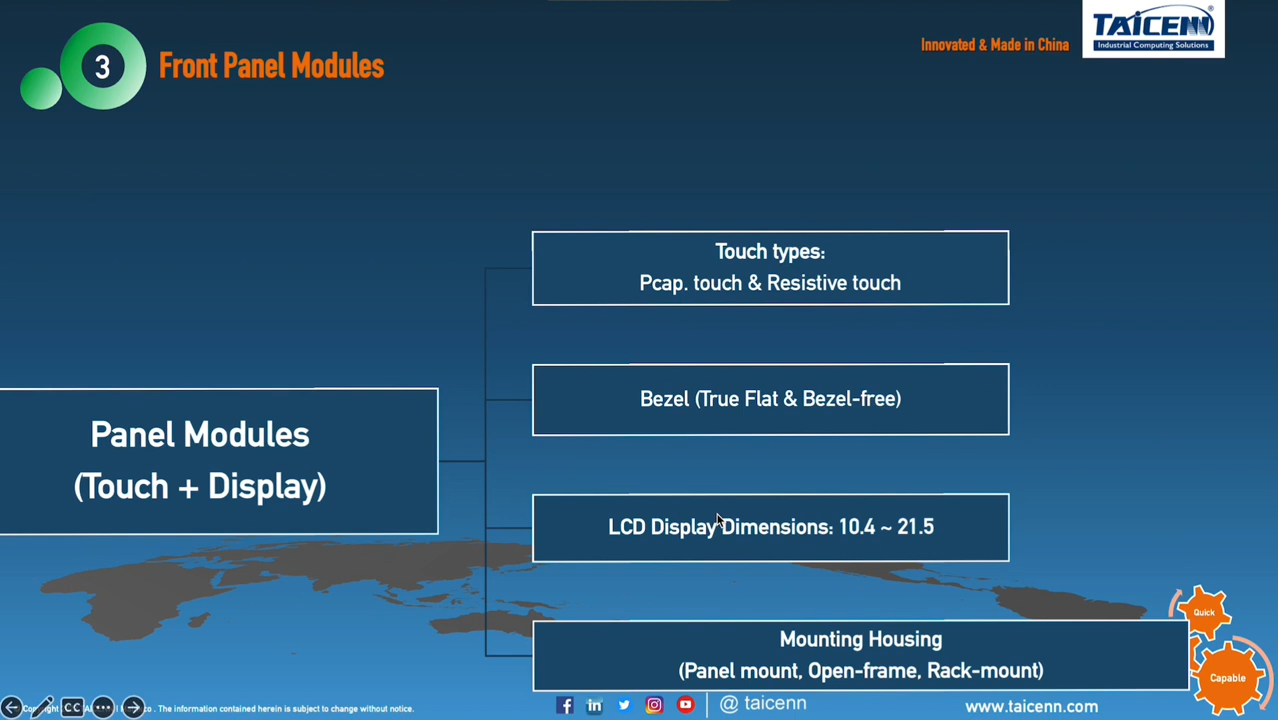 3
Front Panel Modules
Innovated & Made in China
TAICENN®
Industrial Computing Solutions
Touch types:
Pcap. touch & Resistive touch
Bezel (True Flat & Bezel-free)
Panel Modules
(Touch + Display)
LCD Display Dimensions: 10.4 ~ 21.5
Mounting Housing
(Panel mount, Open-frame, Rack-mount)
Quick
Capable
CC
The information contained herein is subject to change without notice.
@ taicenn
www.taicenn.com